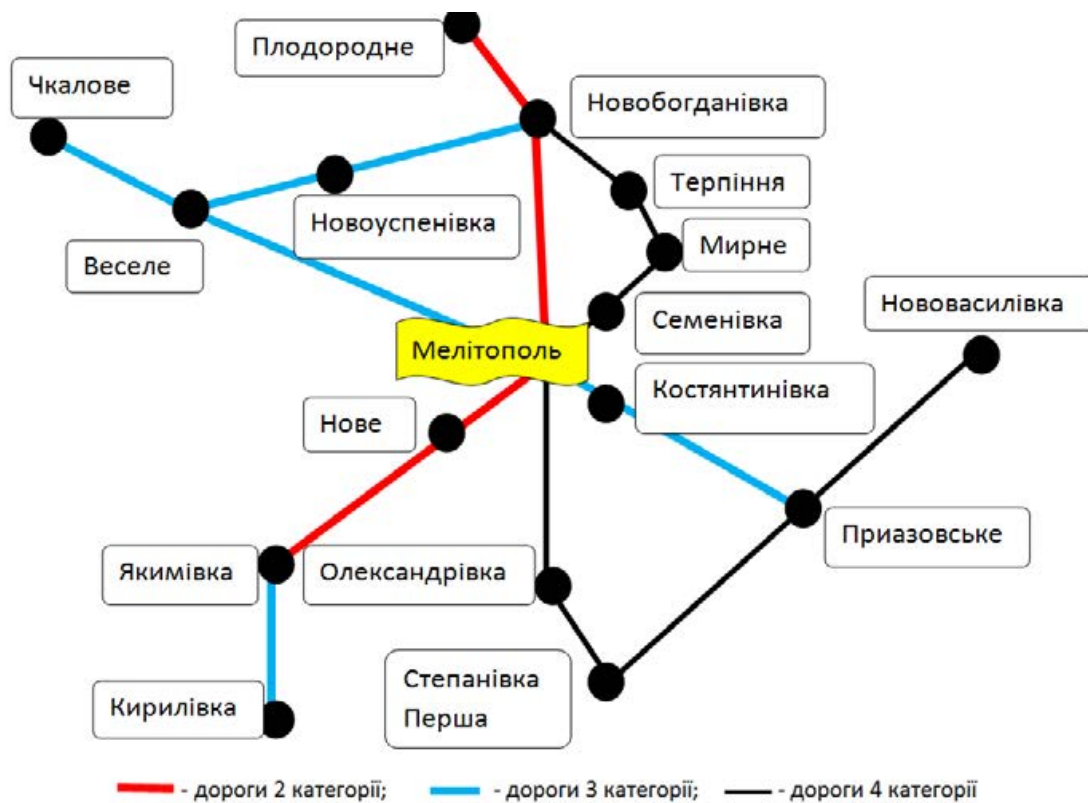 Плодородне
Чкалове
Новобогданівка
Терпіння
Новоуспенівка
Мирне
Веселе
Нововасилівка
Семенівка
Мелітополь
Костянтинівка
Нове
Приазовське
Якимівка
Олександрівка
Степанівка
Перша
Кирилівка
- дороги 2 категорії; - дороги 3 категорії; - дороги 4 категорії